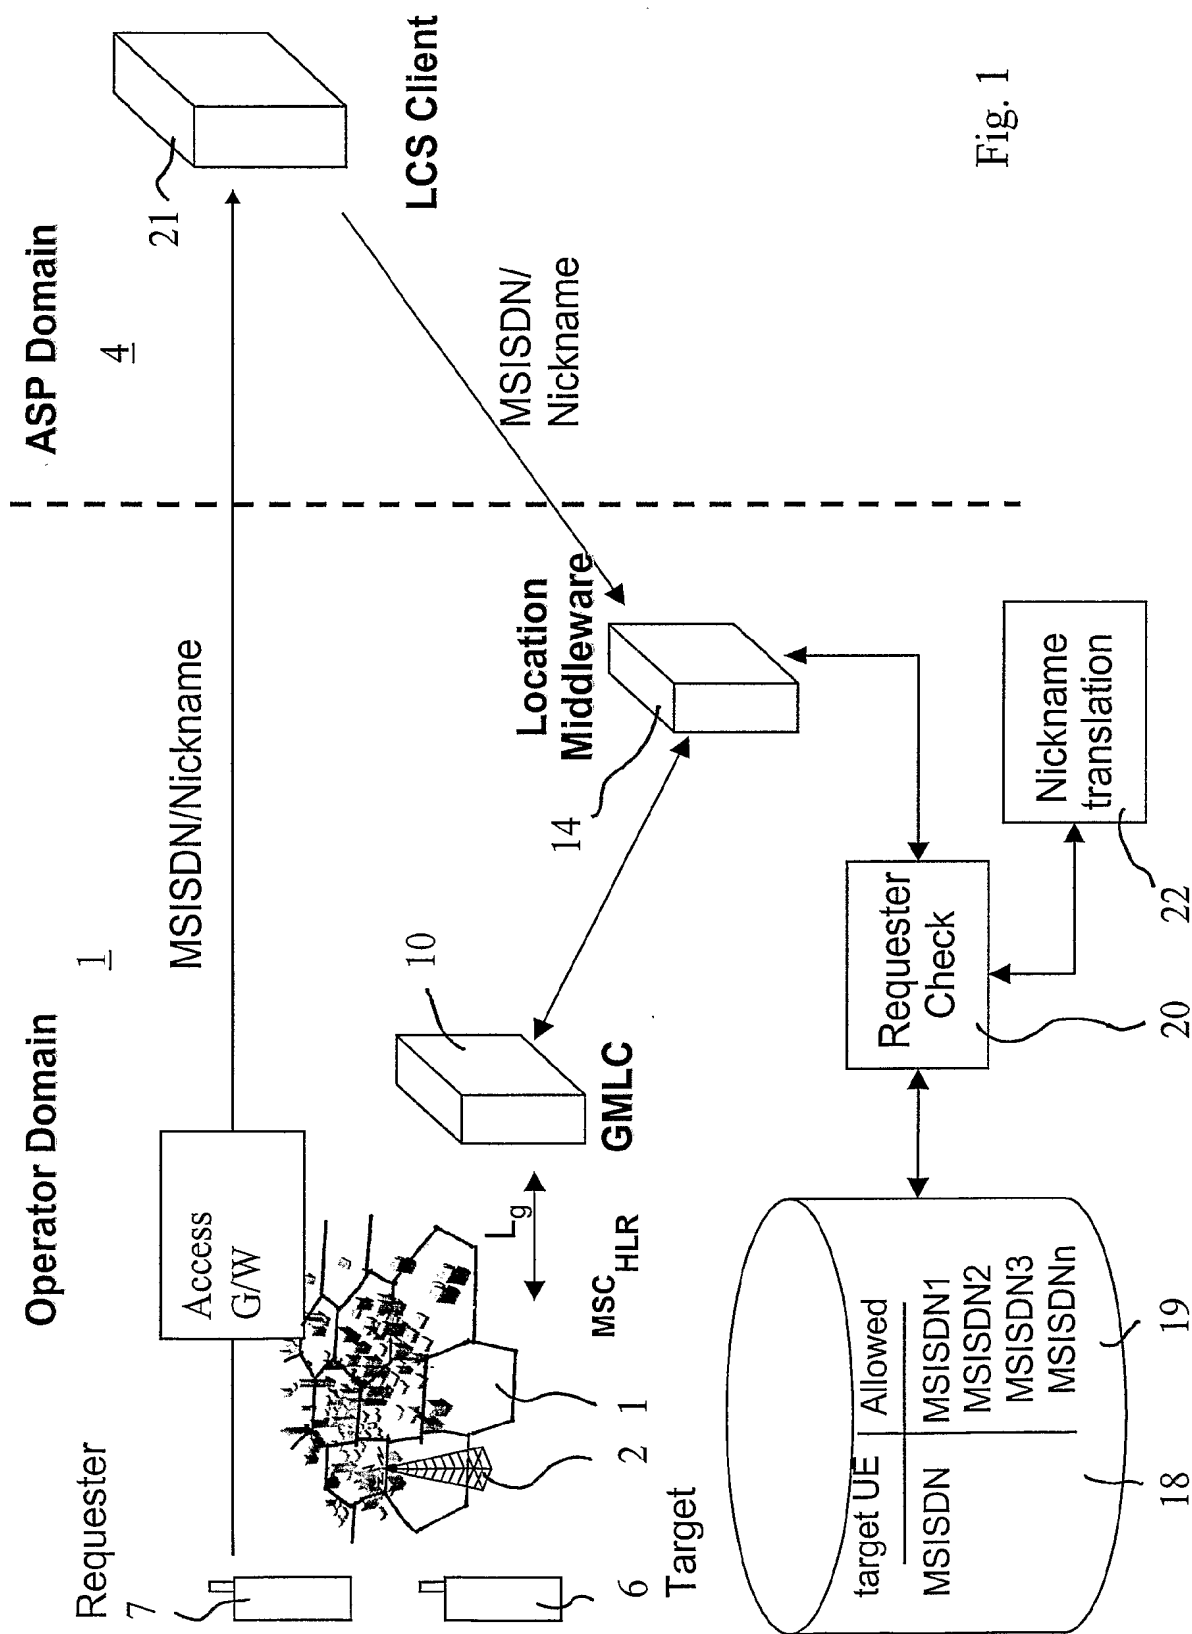 Operator Domain
ASP Domain
1
4
Requester
7
Access
G/W
MSISDN/Nickname
21
LCS Client
MSISDN/
Nickname
10
GMLC
Lg
MSC
HLR
Location
Middleware
14
1
2
6
Target
target UE
Allowed
MSISDN
MSISDN1
MSISDN2
MSISDN3
MSISDNn
18
19
Requester
Check
20
Nickname
translation
22
Fig. 1